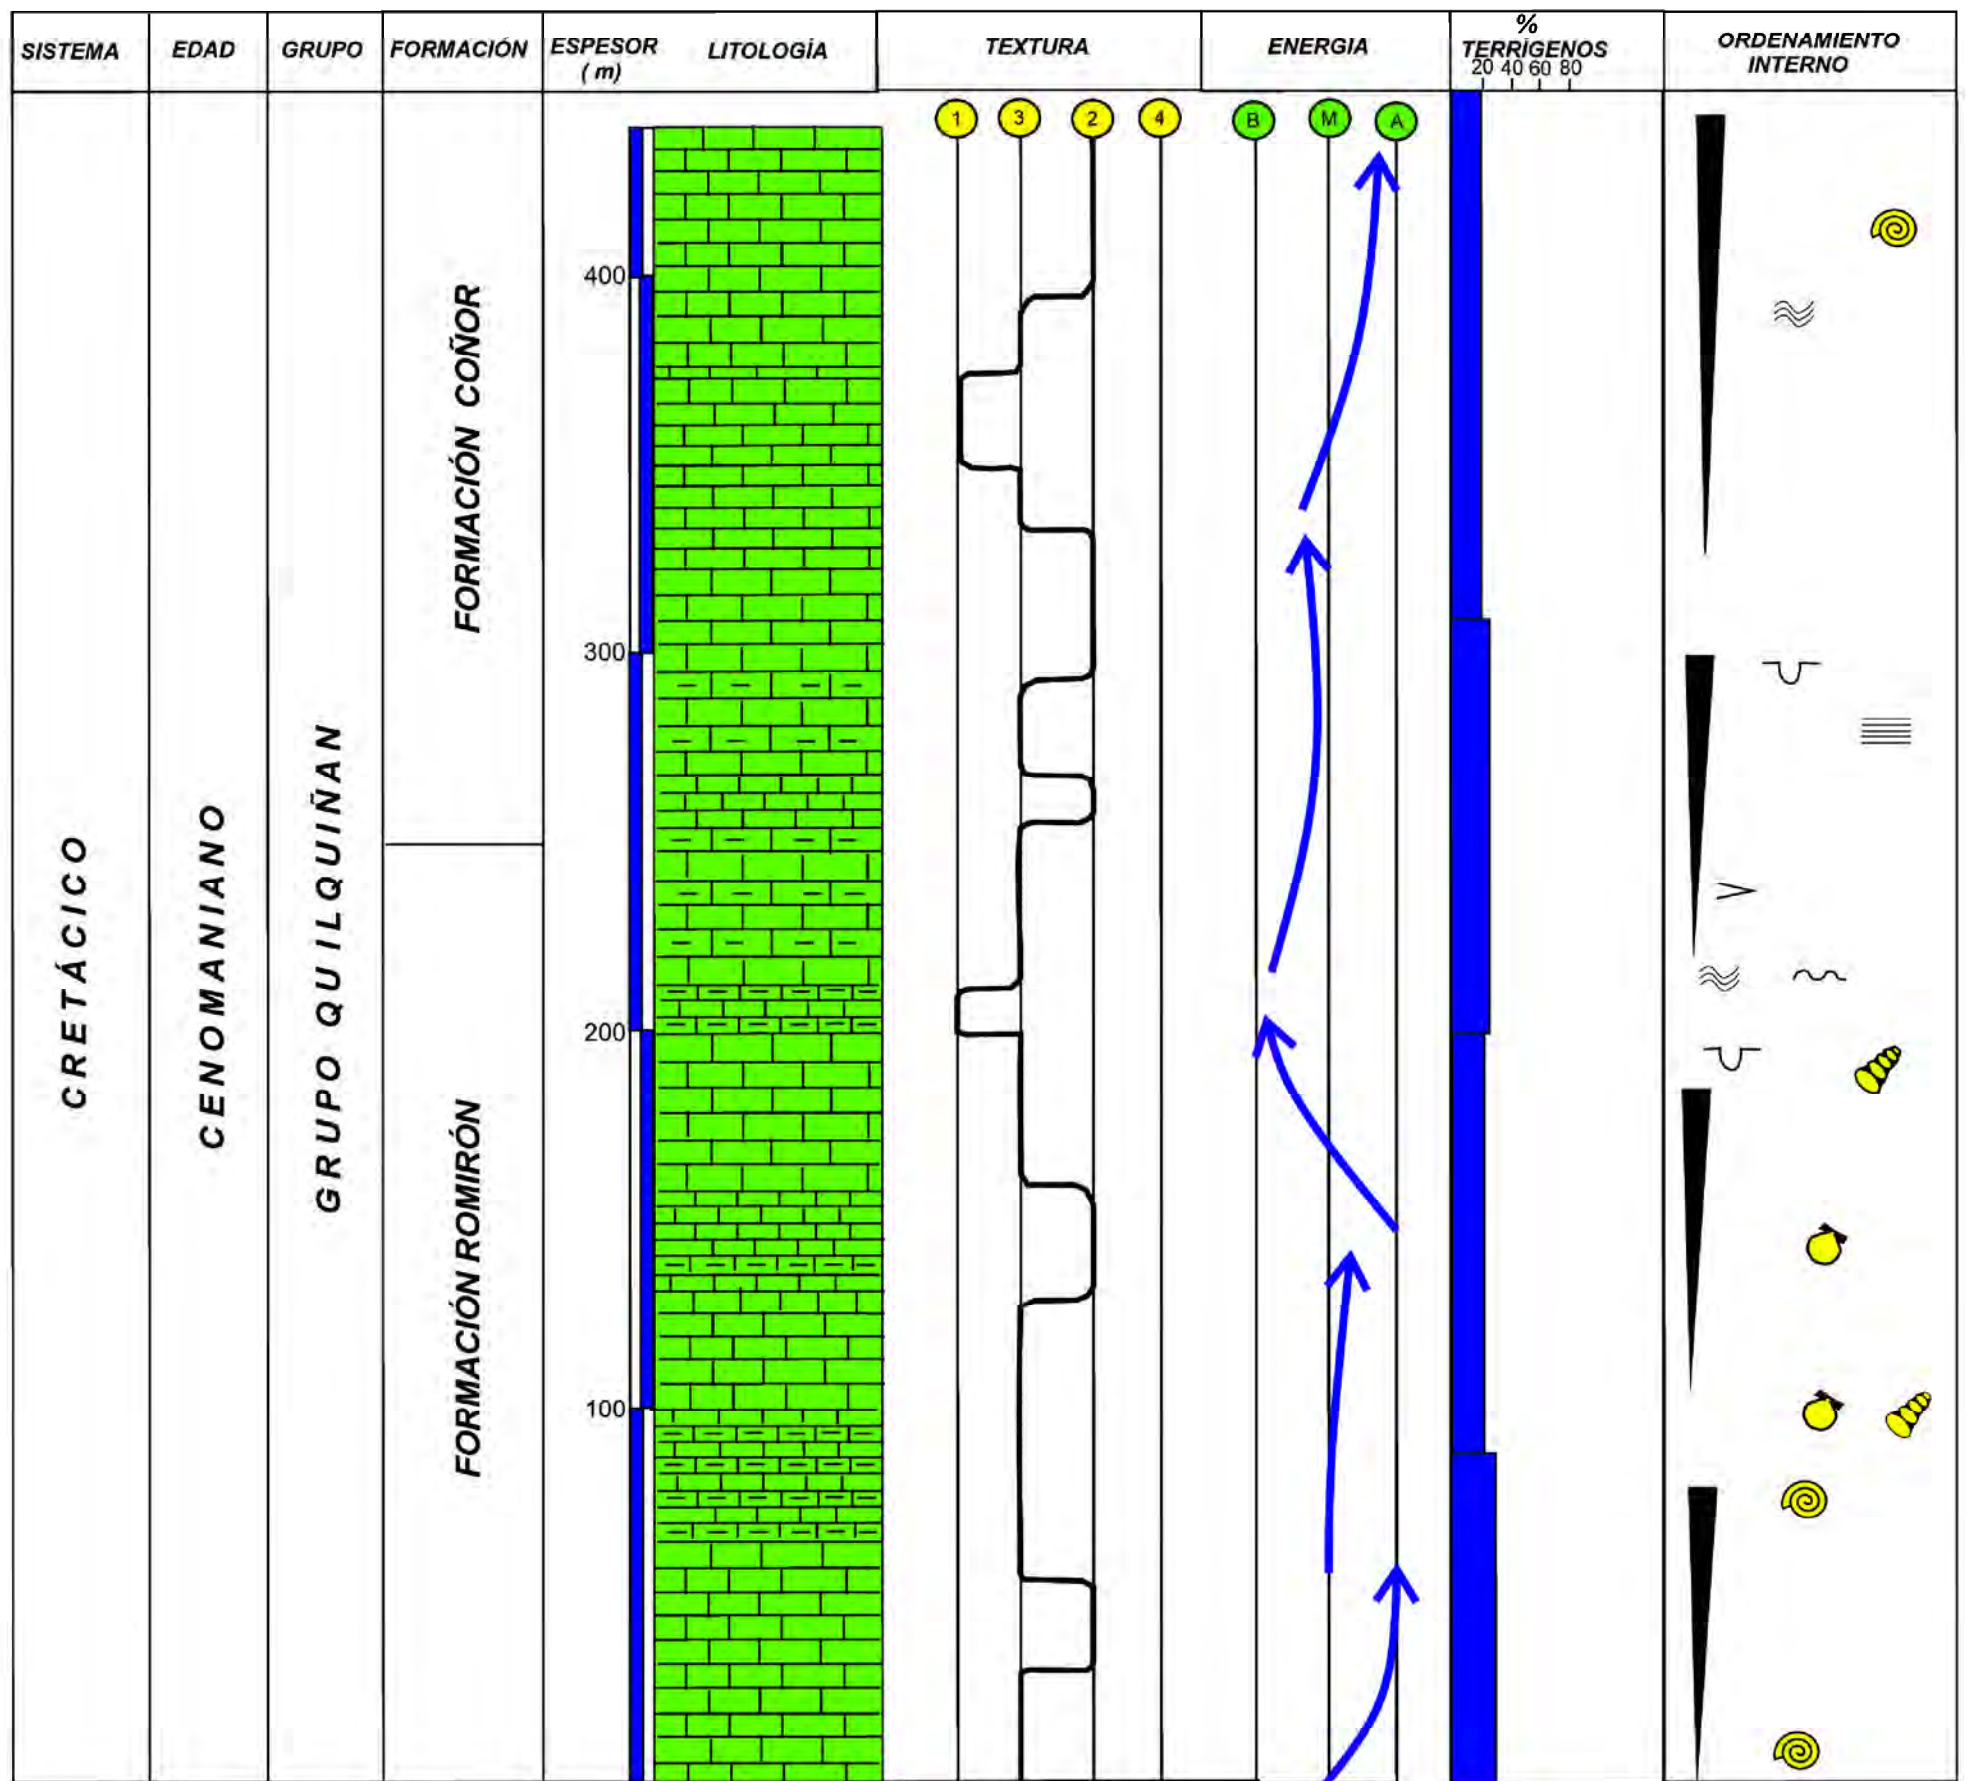 SISTEMA
EDAD
GRUPO
FORMACIÓN
ESPESOR
( m)
LITOLOGÍA
TEXTURA
ENERGIA
%
TERRÍGENOS
20 40 60 80
ORDENAMIENTO
INTERNO
1 3 2 4
B M A
CRETÁCICO
CENOMANIANO
GRUPO QUILQUIÑAN
FORMACIÓN COÑOR
FORMACIÓN ROMIRÓN
400
300
200
100